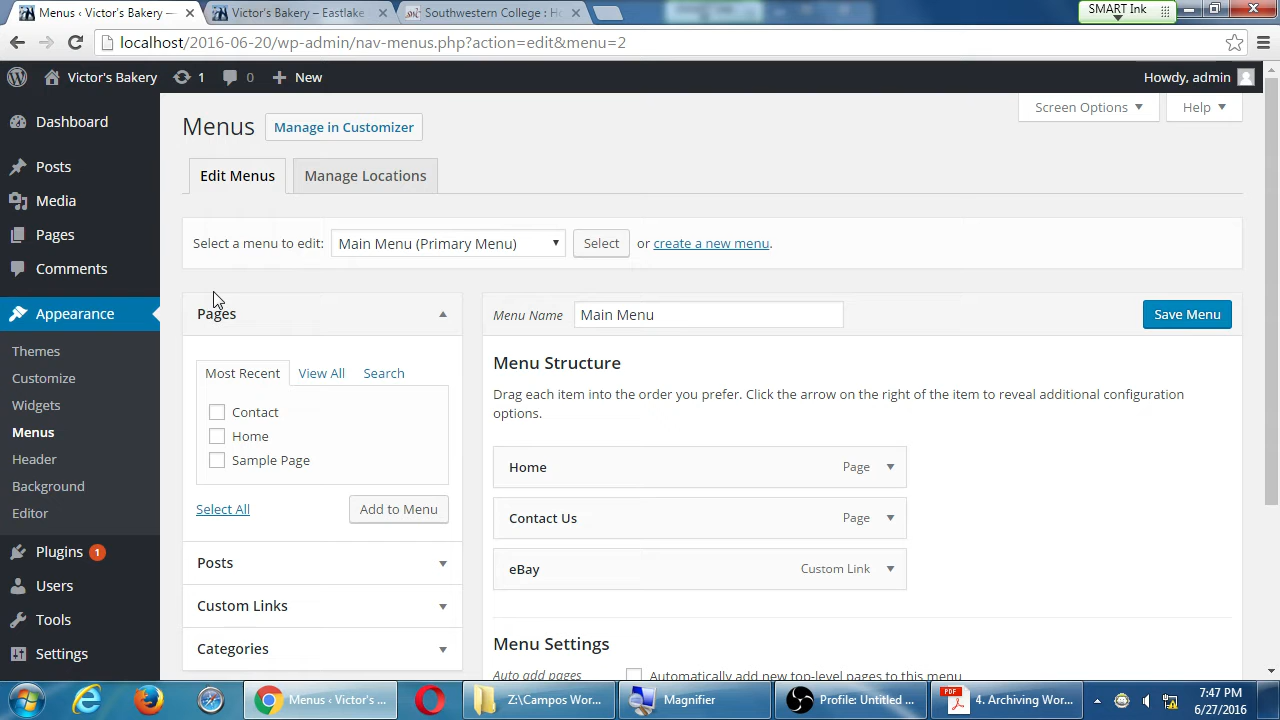 Menus ‹ Victor's Bakery —
Victor's Bakery – Eastlake
Southwestern College : H
SMART Ink
localhost/2016-06-20/wp-admin/nav-menus.php?action=edit&menu=2
Victor's Bakery
1
0
New
Howdy, admin
Dashboard
Posts
Media
Pages
Comments
Appearance
Themes
Customize
Widgets
Menus
Header
Background
Editor
Plugins 1
Users
Tools
Settings
Menus
Manage in Customizer
Screen Options
Help
Edit Menus
Manage Locations
Select a menu to edit:
Main Menu (Primary Menu)
Select
or create a new menu.
Pages
Most Recent
View All
Search
Contact
Home
Sample Page
Select All
Add to Menu
Posts
Custom Links
Categories
Menu Name
Main Menu
Save Menu
Menu Structure
Drag each item into the order you prefer. Click the arrow on the right of the item to reveal additional configuration
options.
Home
Page
Contact Us
Page
eBay
Custom Link
Menu Settings
Auto add pages
Automatically add new top-level pages to this menu
Menus ‹ Victor's ...
Z:\Campos Wor...
Magnifier
Profile: Untitled ...
PDF
4. Archiving Wor...
7:47 PM
6/27/2016